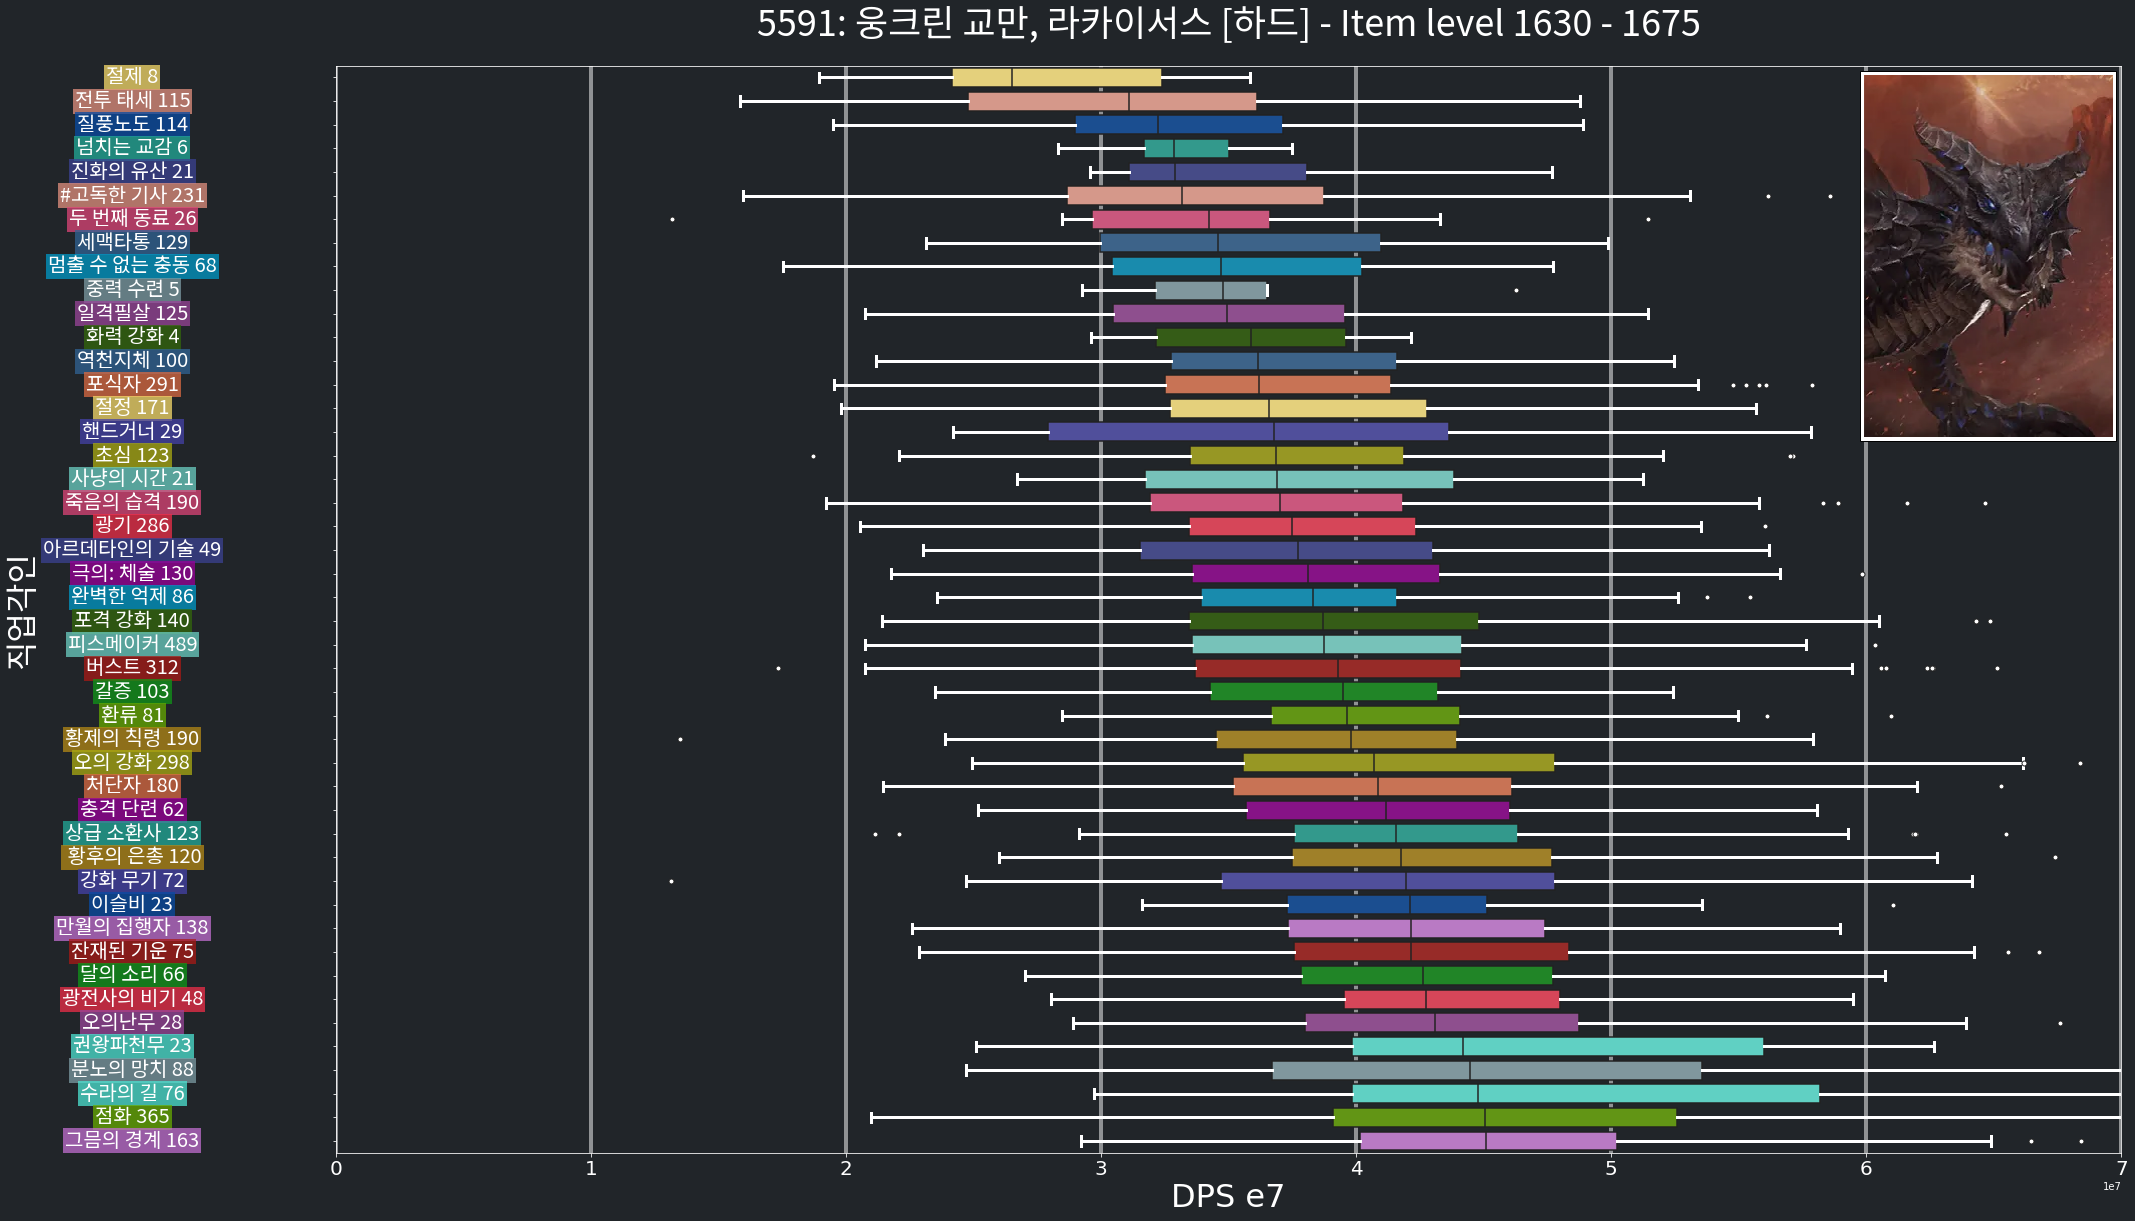 5591: 웅크린 교만, 라카이서스 [하드] - Item level 1630 - 1675
절제 8
전투 태세 115
질풍노도 114
넘치는 교감 6
진화의 유산 21
#고독한 기사 231
두 번째 동료 26
세맥타통 129
멈출 수 없는 충동 68
중력 수련 5
일격필살 125
화력 강화 4
역천지체 100
포식자 291
절정 171
핸드거너 29
초심 123
사냥의 시간 21
죽음의 습격 190
광기 286
아르데타인의 기술 49
극의: 체술 130
완벽한 억제 86
포격 강화 140
피스메이커 489
버스트 312
갈증 103
환류 81
황제의 칙령 190
오의 강화 298
처단자 180
충격 단련 62
상급 소환사 123
황후의 은총 120
강화 무기 72
이슬비 23
만월의 집행자 138
잔재된 기운 75
달의 소리 66
광전사의 비기 48
오의난무 28
권왕파천무 23
분노의 망치 88
수라의 길 76
점화 365
그믐의 경계 163
직업각인
0 1 2 3 4 5 6 7
1e7
DPS e7